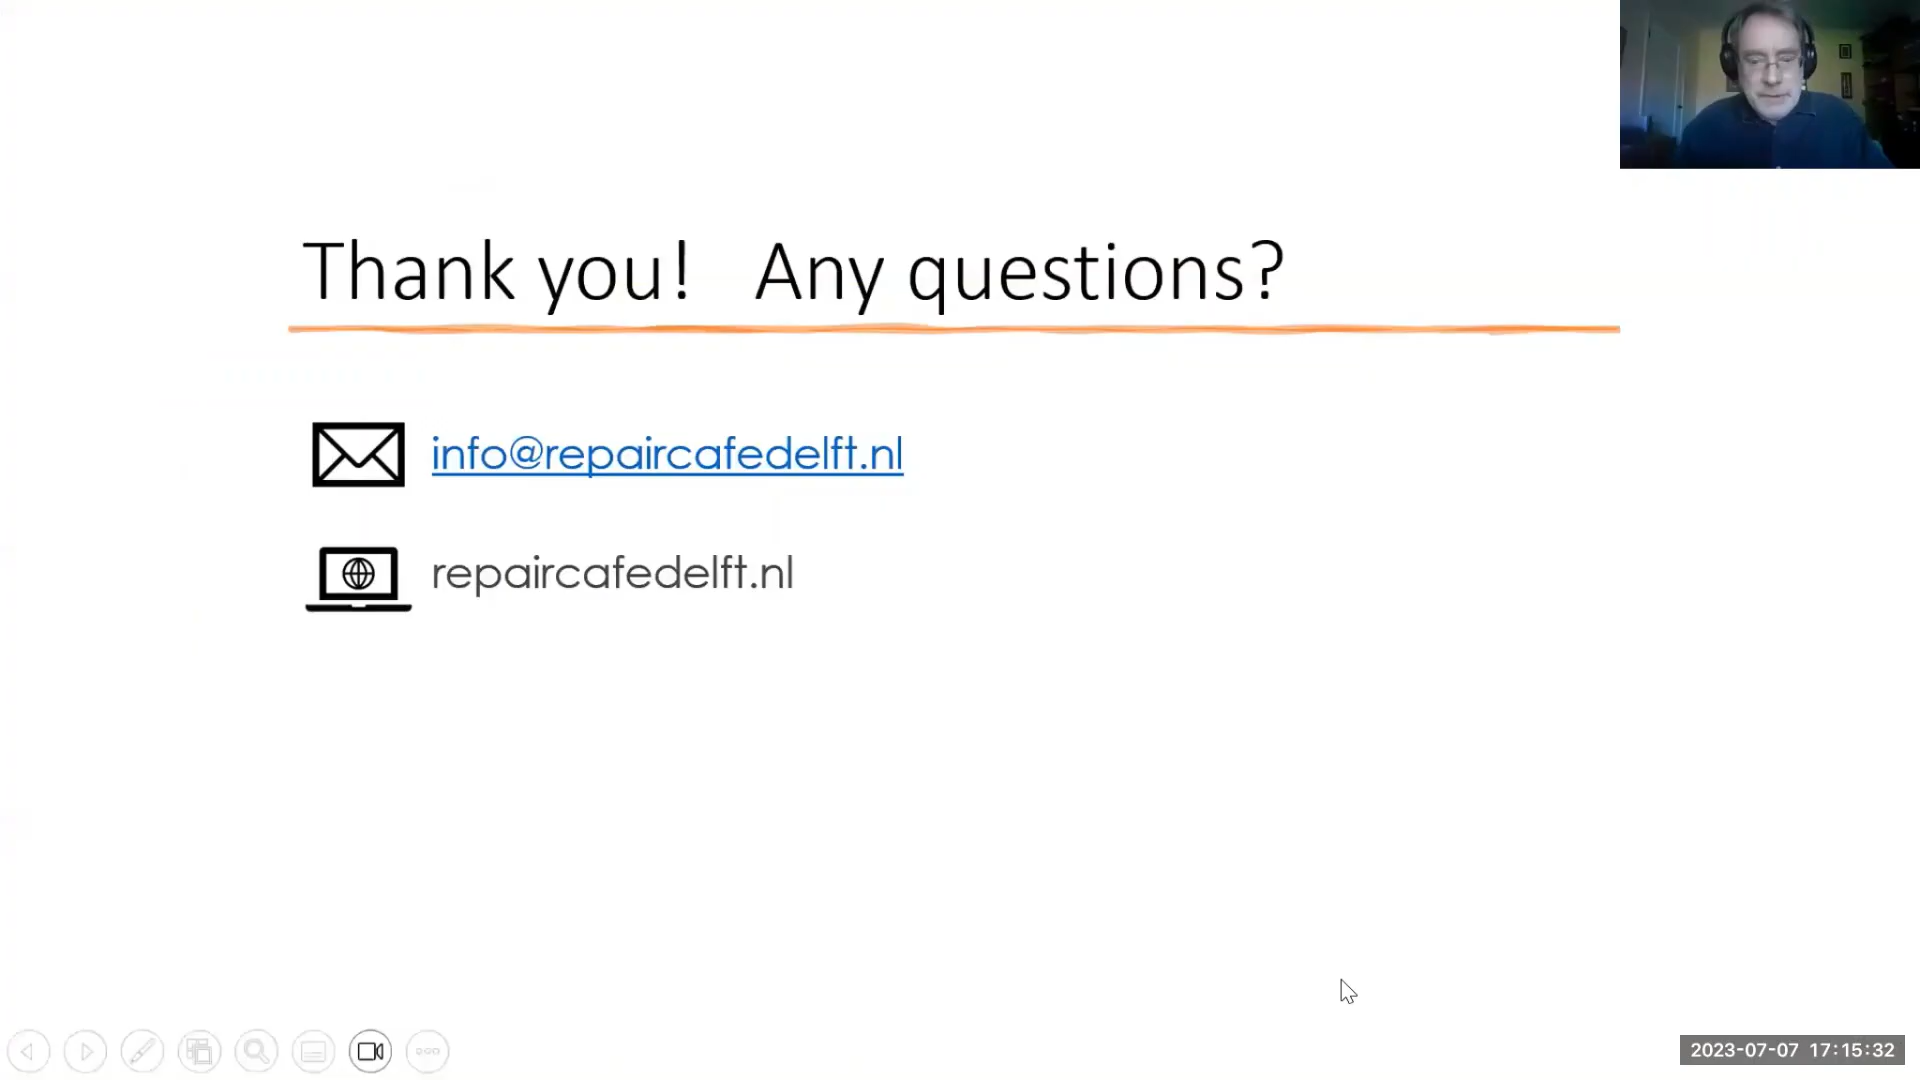 Thank you! Any questions?
info@repaircafedelft.nl
repaircafedelft.nl
2023-07-07 17:15:32